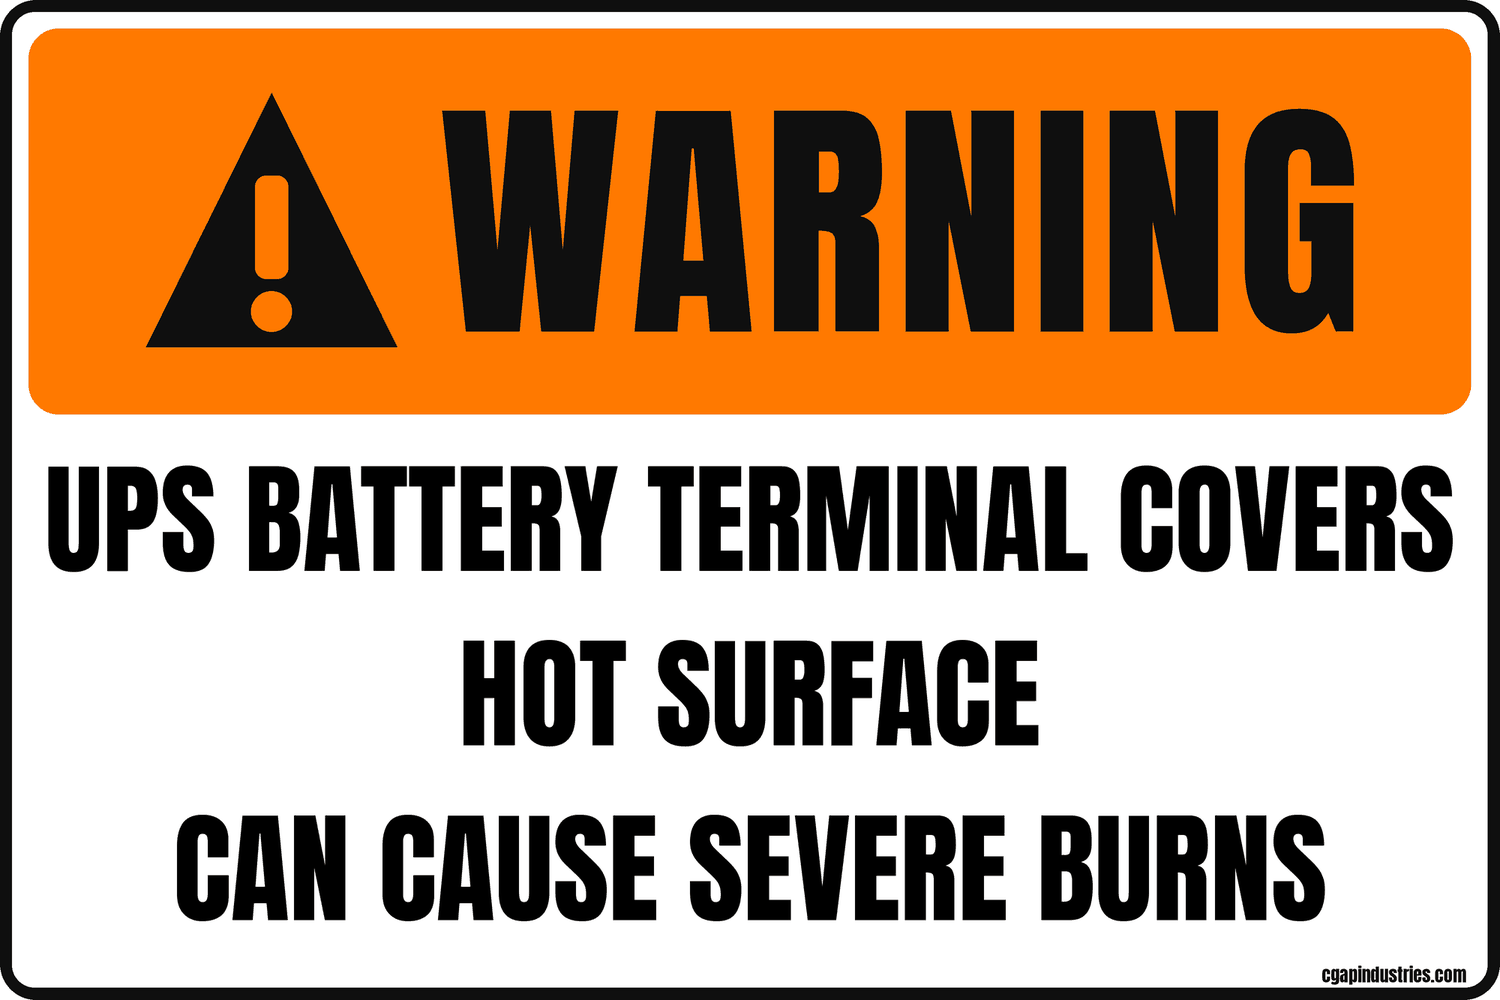 WARNING
UPS BATTERY TERMINAL COVERS
HOT SURFACE
CAN CAUSE SEVERE BURNS
cgapindustries.com